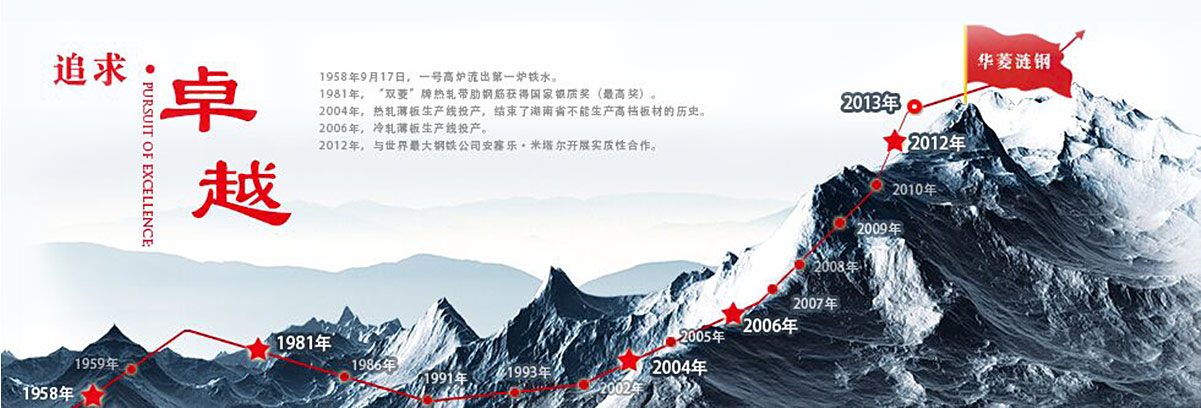 追求·
卓越
PURSUIT OF EXCELLENCE
1958年9月17日，一号高炉流出第一炉铁水。
1981年，“双菱”牌热轧带肋钢筋获得国家银质奖（最高奖）。
2004年，热轧薄板生产线投产，结束了湖南省不能生产高档板材的历史。
2006年，冷轧薄板生产线投产。
2012年，与世界最大钢铁公司安塞乐·米塔尔开展实质性合作。
华菱涟钢
1958年
1959年
1981年
1986年
1991年
1993年
2002年
2004年
2005年
2006年
2007年
2008年
2009年
2010年
2012年
2013年